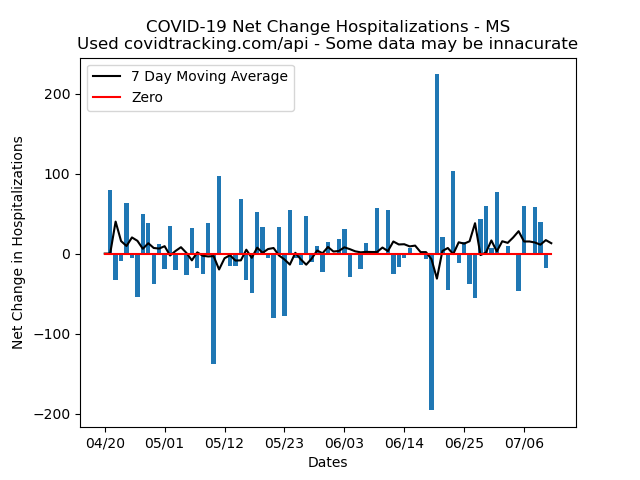 COVID-19 Net Change Hospitalizations - MS
Used covidtracking.com/api - Some data may be innacurate
7 Day Moving Average
Zero
Net Change in Hospitalizations
200
100
0
−100
−200
04/20 05/01 05/12 05/23 06/03 06/14 06/25 07/06
Dates